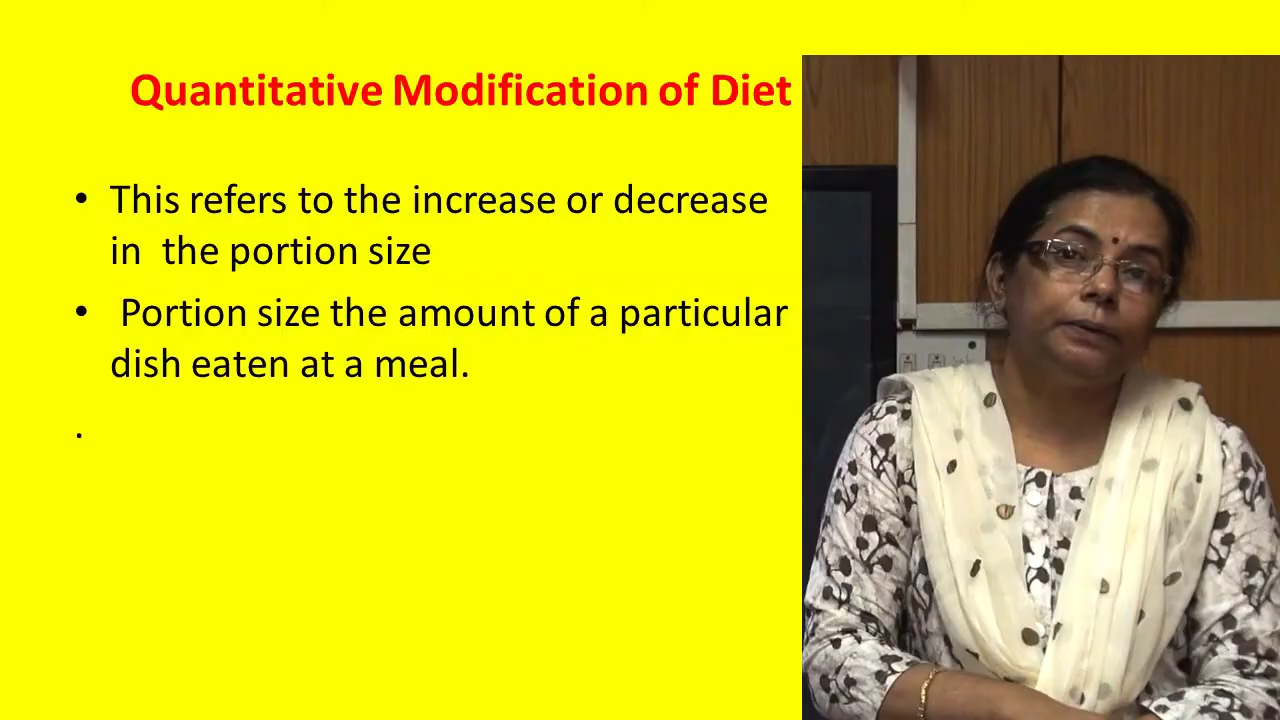 Quantitative Modification of Diet
• This refers to the increase or decrease
in  the portion size
•  Portion size the amount of a particular
dish eaten at a meal.
.